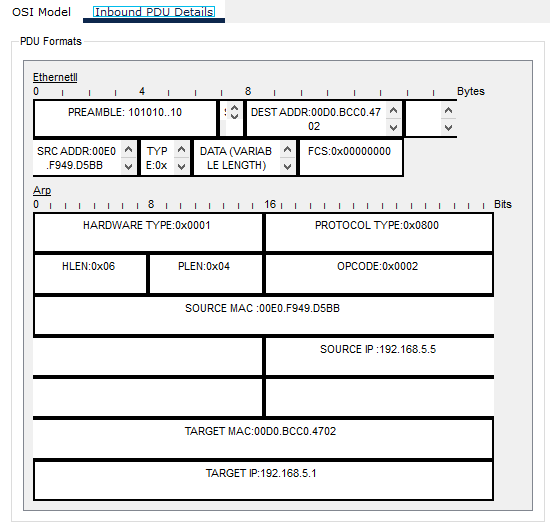 OSI Model Inbound PDU Details
PDU Formats
EthernetII
0 4 8 Bytes
PREAMBLE: 101010..10 DEST ADDR:00D0.BCC0.47
02
SRC ADDR:00E0 TYP DATA (VARIAB FCS:0x00000000
.F949.D5BB E:0x LE LENGTH)
Arp
0 8 16 Bits
HARDWARE TYPE:0x0001 PROTOCOL TYPE:0x0800
HLEN:0x06 PLEN:0x04 OPCODE:0x0002
SOURCE MAC :00E0.F949.D5BB
SOURCE IP :192.168.5.5
TARGET MAC:00D0.BCC0.4702
TARGET IP:192.168.5.1